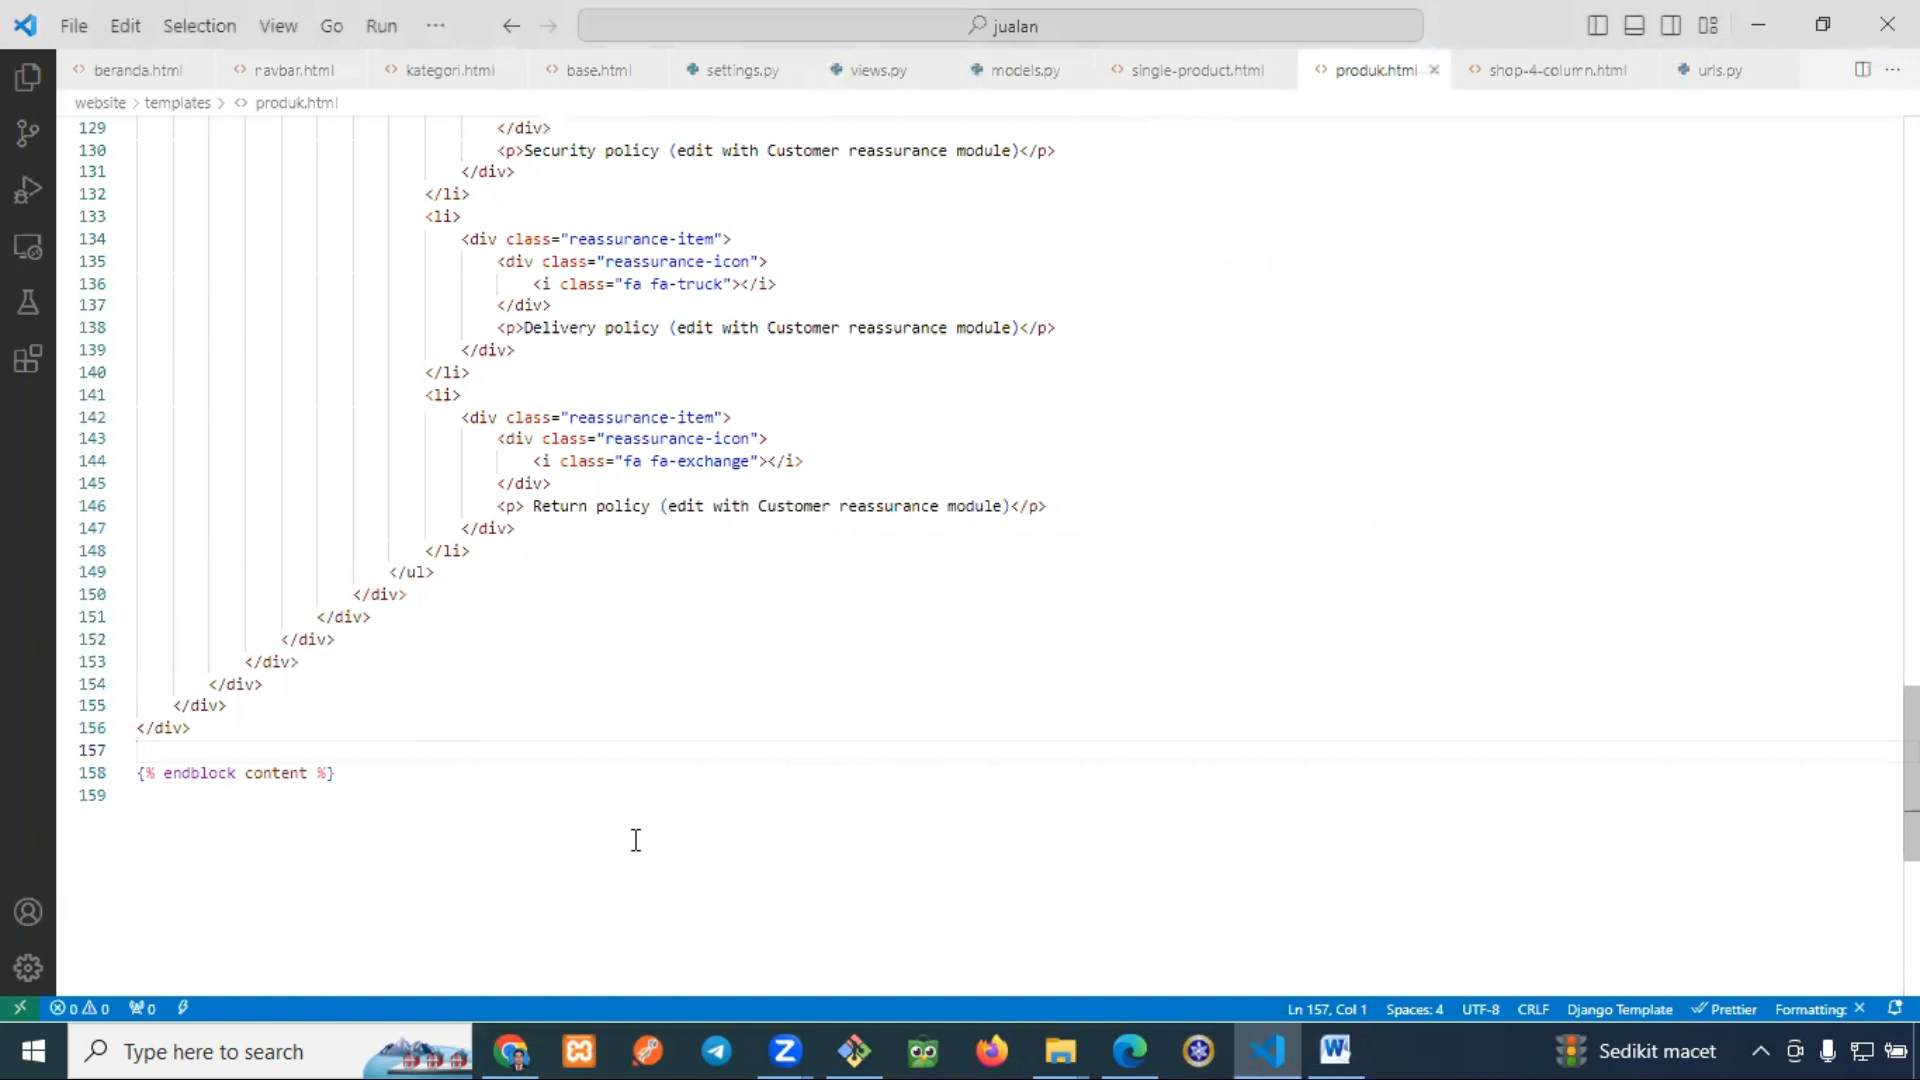 File Edit Selection View Go Run ··· jualan
beranda.html navbar.html kategori.html base.html settings.py views.py models.py single-product.html produk.html shop-4-column.html urls.py
website > templates > produk.html
129 </div>
130 <p>Security policy (edit with Customer reassurance module)</p>
131 </div>
132 </li>
133 <li>
134 <div class="reassurance-item">
135 <div class="reassurance-icon">
136 <i class="fa fa-truck"></i>
137 </div>
138 <p>Delivery policy (edit with Customer reassurance module)</p>
139 </div>
140 </li>
141 <li>
142 <div class="reassurance-item">
143 <div class="reassurance-icon">
144 <i class="fa fa-exchange"></i>
145 </div>
146 <p> Return policy (edit with Customer reassurance module)</p>
147 </div>
148 </li>
149 </ul>
150 </div>
151 </div>
152 </div>
153 </div>
154 </div>
155 </div>
156 </div>
157
158 {% endblock content %}
159
0 0 0 Ln 157, Col 1 Spaces: 4 UTF-8 CRLF Django Template Prettier Formatting:
Type here to search Sedikit macet